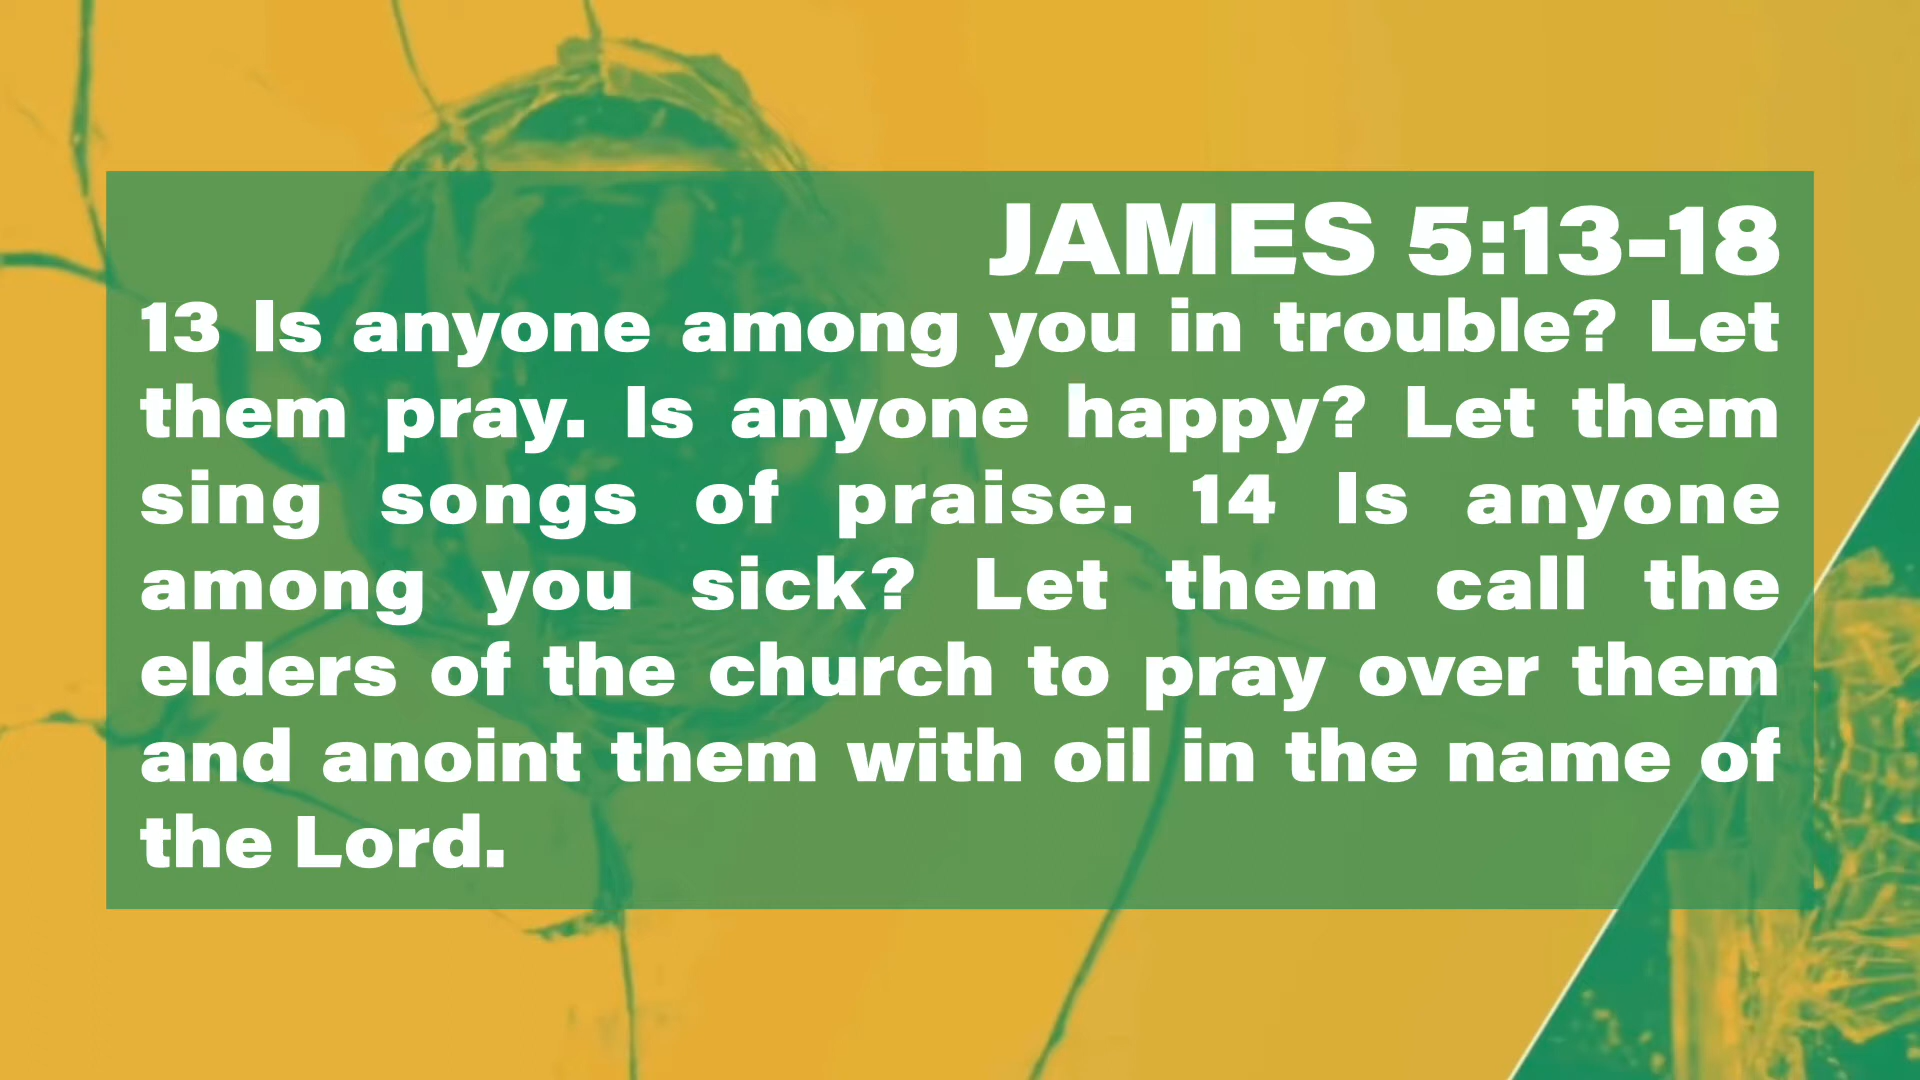 JAMES 5:13-18
13 Is anyone among you in trouble? Let
them pray. Is anyone happy? Let them
sing songs of praise. 14 Is anyone
among you sick? Let them call the
elders of the church to pray over them
and anoint them with oil in the name of
the Lord.